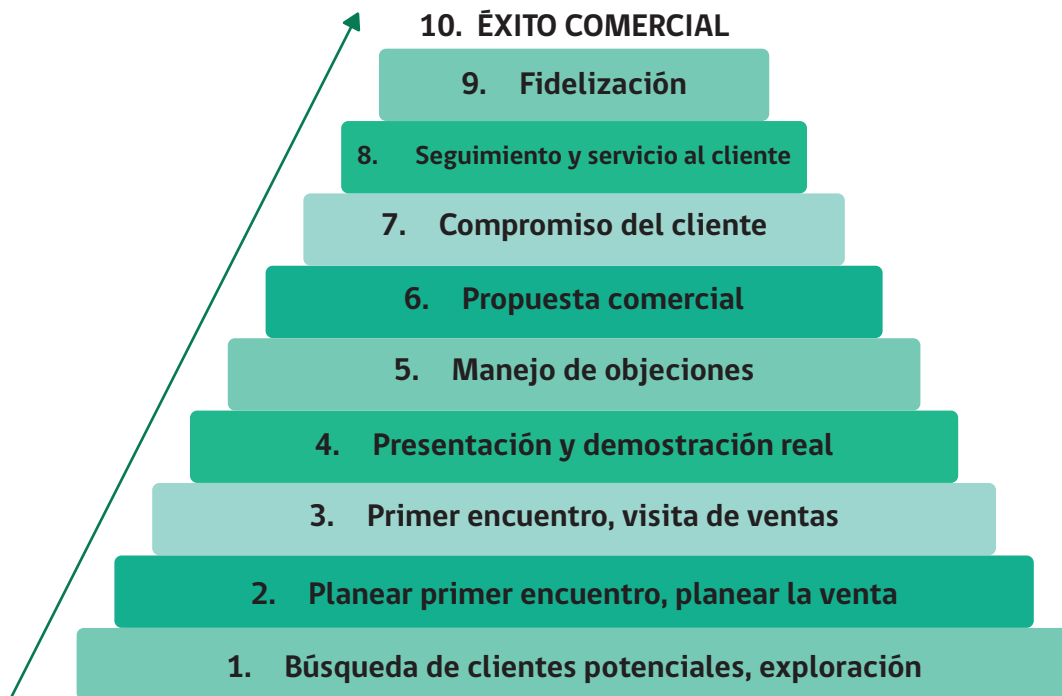 10. ÉXITO COMERCIAL
9. Fidelización
8. Seguimiento y servicio al cliente
7. Compromiso del cliente
6. Propuesta comercial
5. Manejo de objeciones
4. Presentación y demostración real
3. Primer encuentro, visita de ventas
2. Planear primer encuentro, planear la venta
1. Búsqueda de clientes potenciales, exploración